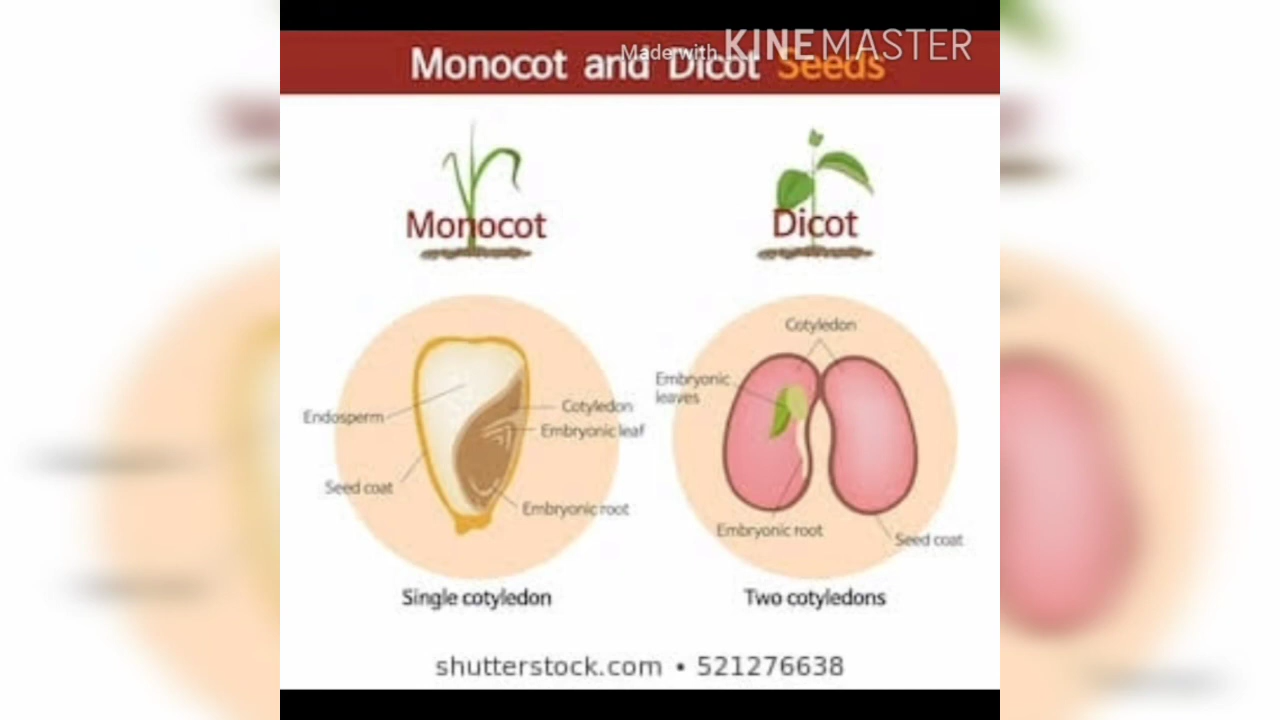 Made with KINEMASTER
Monocot and Dicot Seeds
Monocot
Dicot
Endosperm
Seed coat
Cotyledon
Embryonic leaf
Embryonic root
Single cotyledon
Cotyledon
Embryonic
leaves
Embryonic root
Seed coat
Two cotyledons
shutterstock.com • 521276638